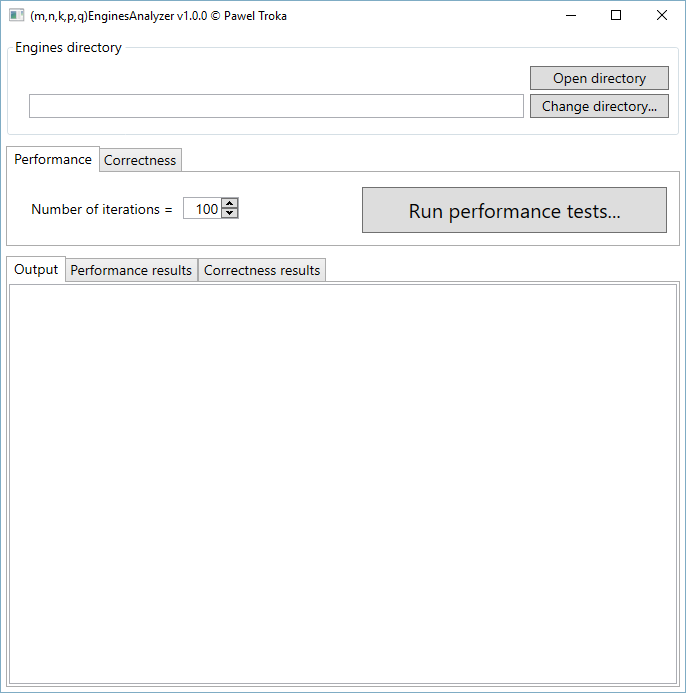 (m,n,k,p,q)EnginesAnalyzer v1.0.0 © Pawel Troka
Engines directory
Open directory
Change directory...
Performance Correctness
Number of iterations = 100 Run performance tests...
Output Performance results Correctness results